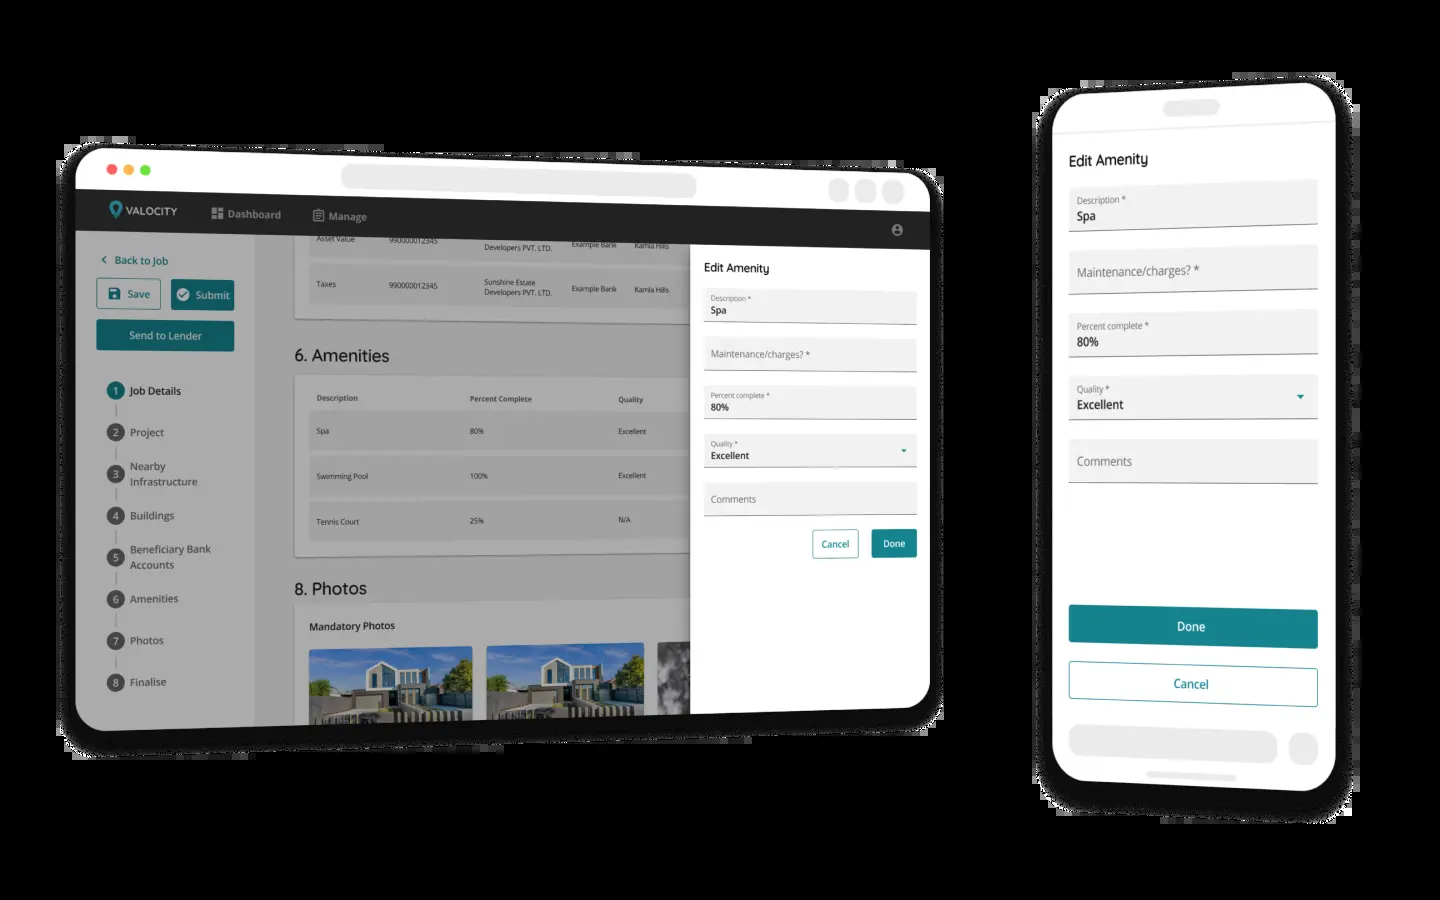 VALOCITY
Dashboard
Manage
Back to Job
Save
Submit
Send to Lender
1 Job Details
2 Project
3 Nearby
Infrastructure
4 Buildings
5 Beneficiary Bank
Accounts
6 Amenities
7 Photos
8 Finalise
Asset Value 990000012345 Developers PVT. LTD. Example Bank Kamla Hills
Taxes 990000012345 Sunshine Estate
Developers PVT. LTD. Example Bank Kamla Hills
6. Amenities
Description Percent Complete Quality
Spa 80% Excellent
Swimming Pool 100% Excellent
Tennis Court 25% N/A
8. Photos
Mandatory Photos
Edit Amenity
Description *
Spa
Maintenance/charges? *
Percent complete *
80%
Quality *
Excellent
Comments
Cancel
Done
Edit Amenity
Description *
Spa
Maintenance/charges? *
Percent complete *
80%
Quality *
Excellent
Comments
Done
Cancel